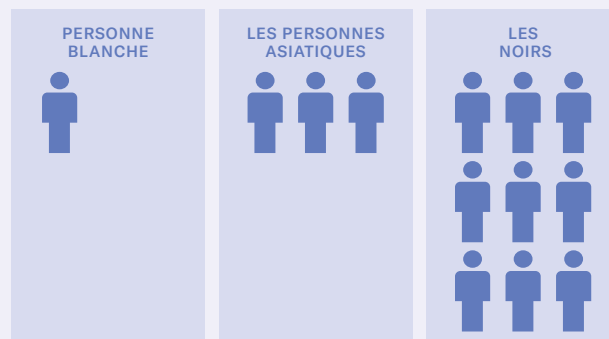 PERSONNE
BLANCHE
LES PERSONNES
ASIATIQUES
LES
NOIRS